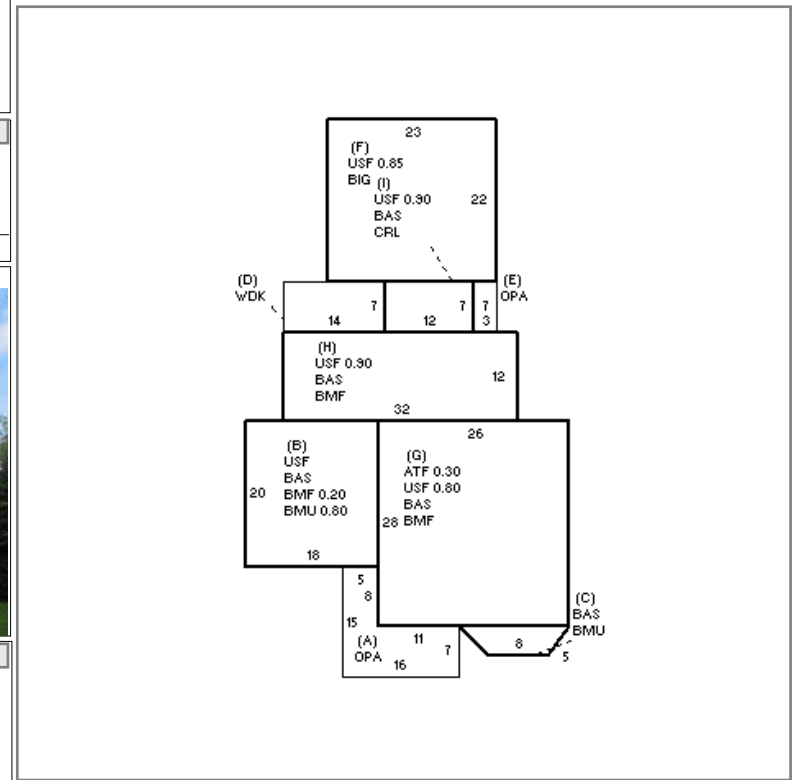 23
(F)
USF 0.85
BIG
(I)
USF 0.90
BAS
CRL
22
(D)
WDK
(E)
OPA
7
14
7
12
7
3
(H)
USF 0.90
BAS
BMF
12
32
26
(B)
USF
BAS
BMF 0.20
BMU 0.80
20
18
(G)
ATF 0.30
USF 0.80
BAS
BMF
28
5
8
15
(A)
OPA
11
7
16
(C)
BAS
BMU
8
5